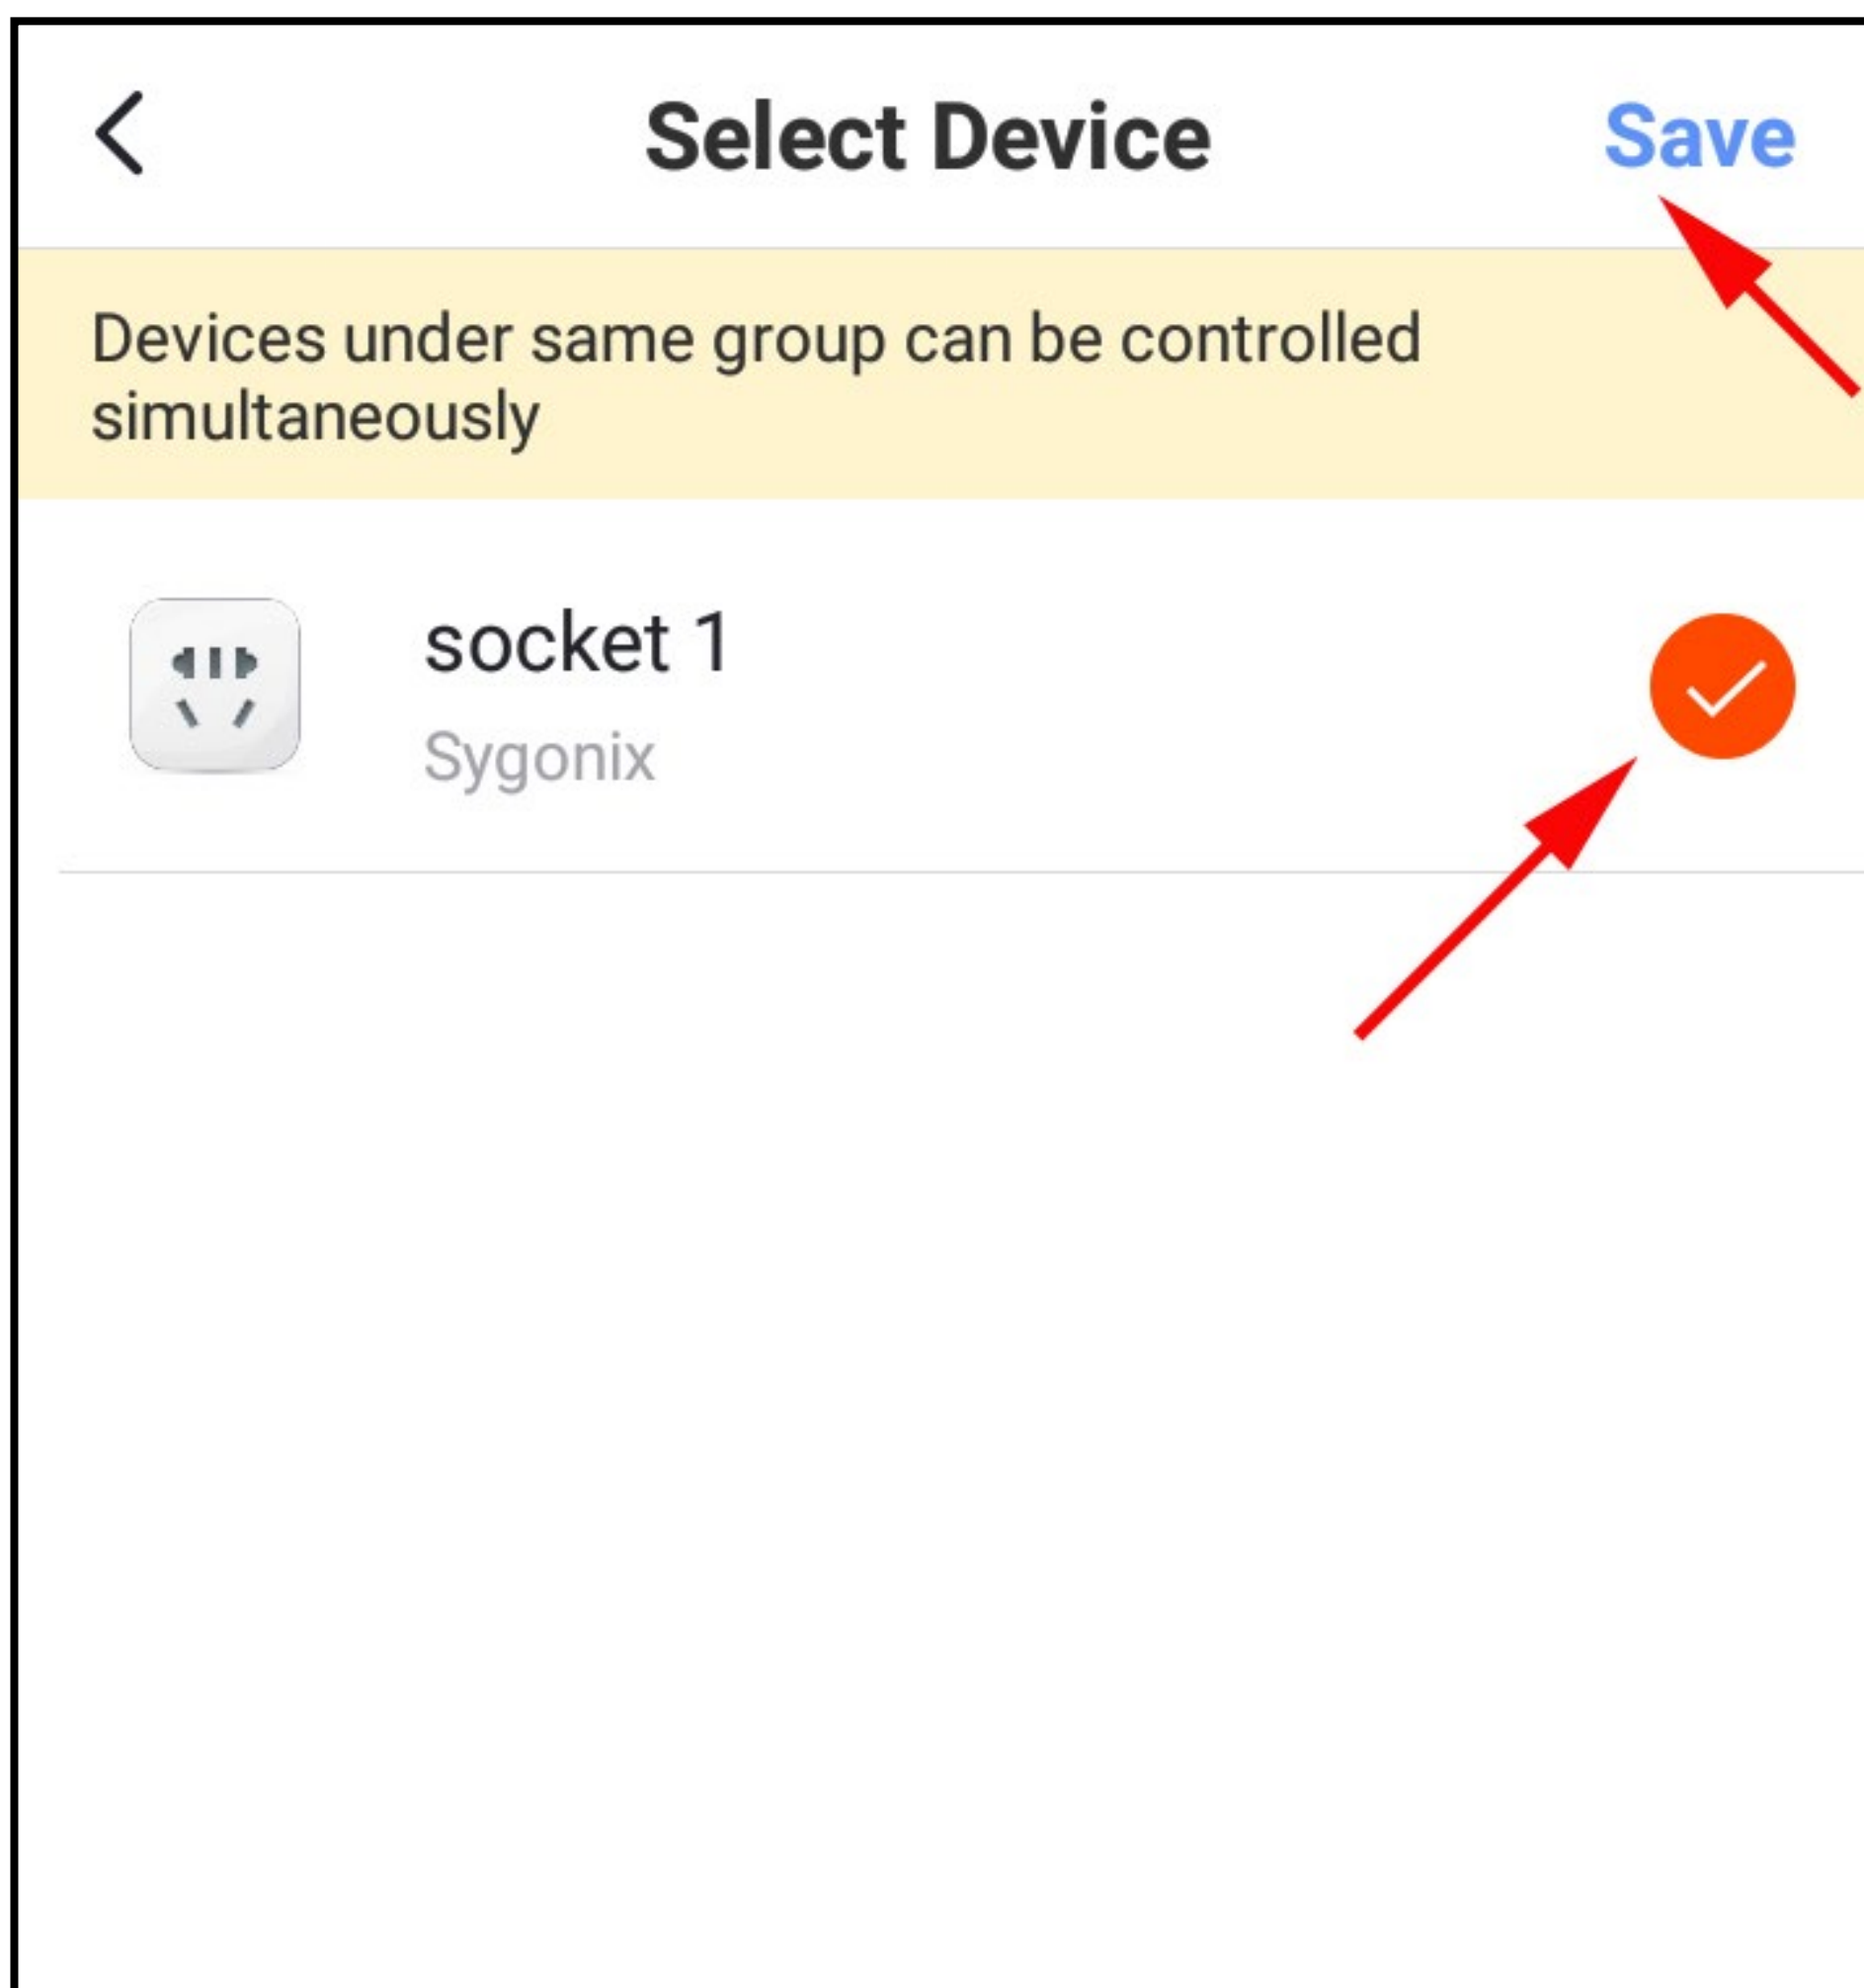 Select Device
Save
Devices under same group can be controlled
simultaneously
socket 1
Sygonix